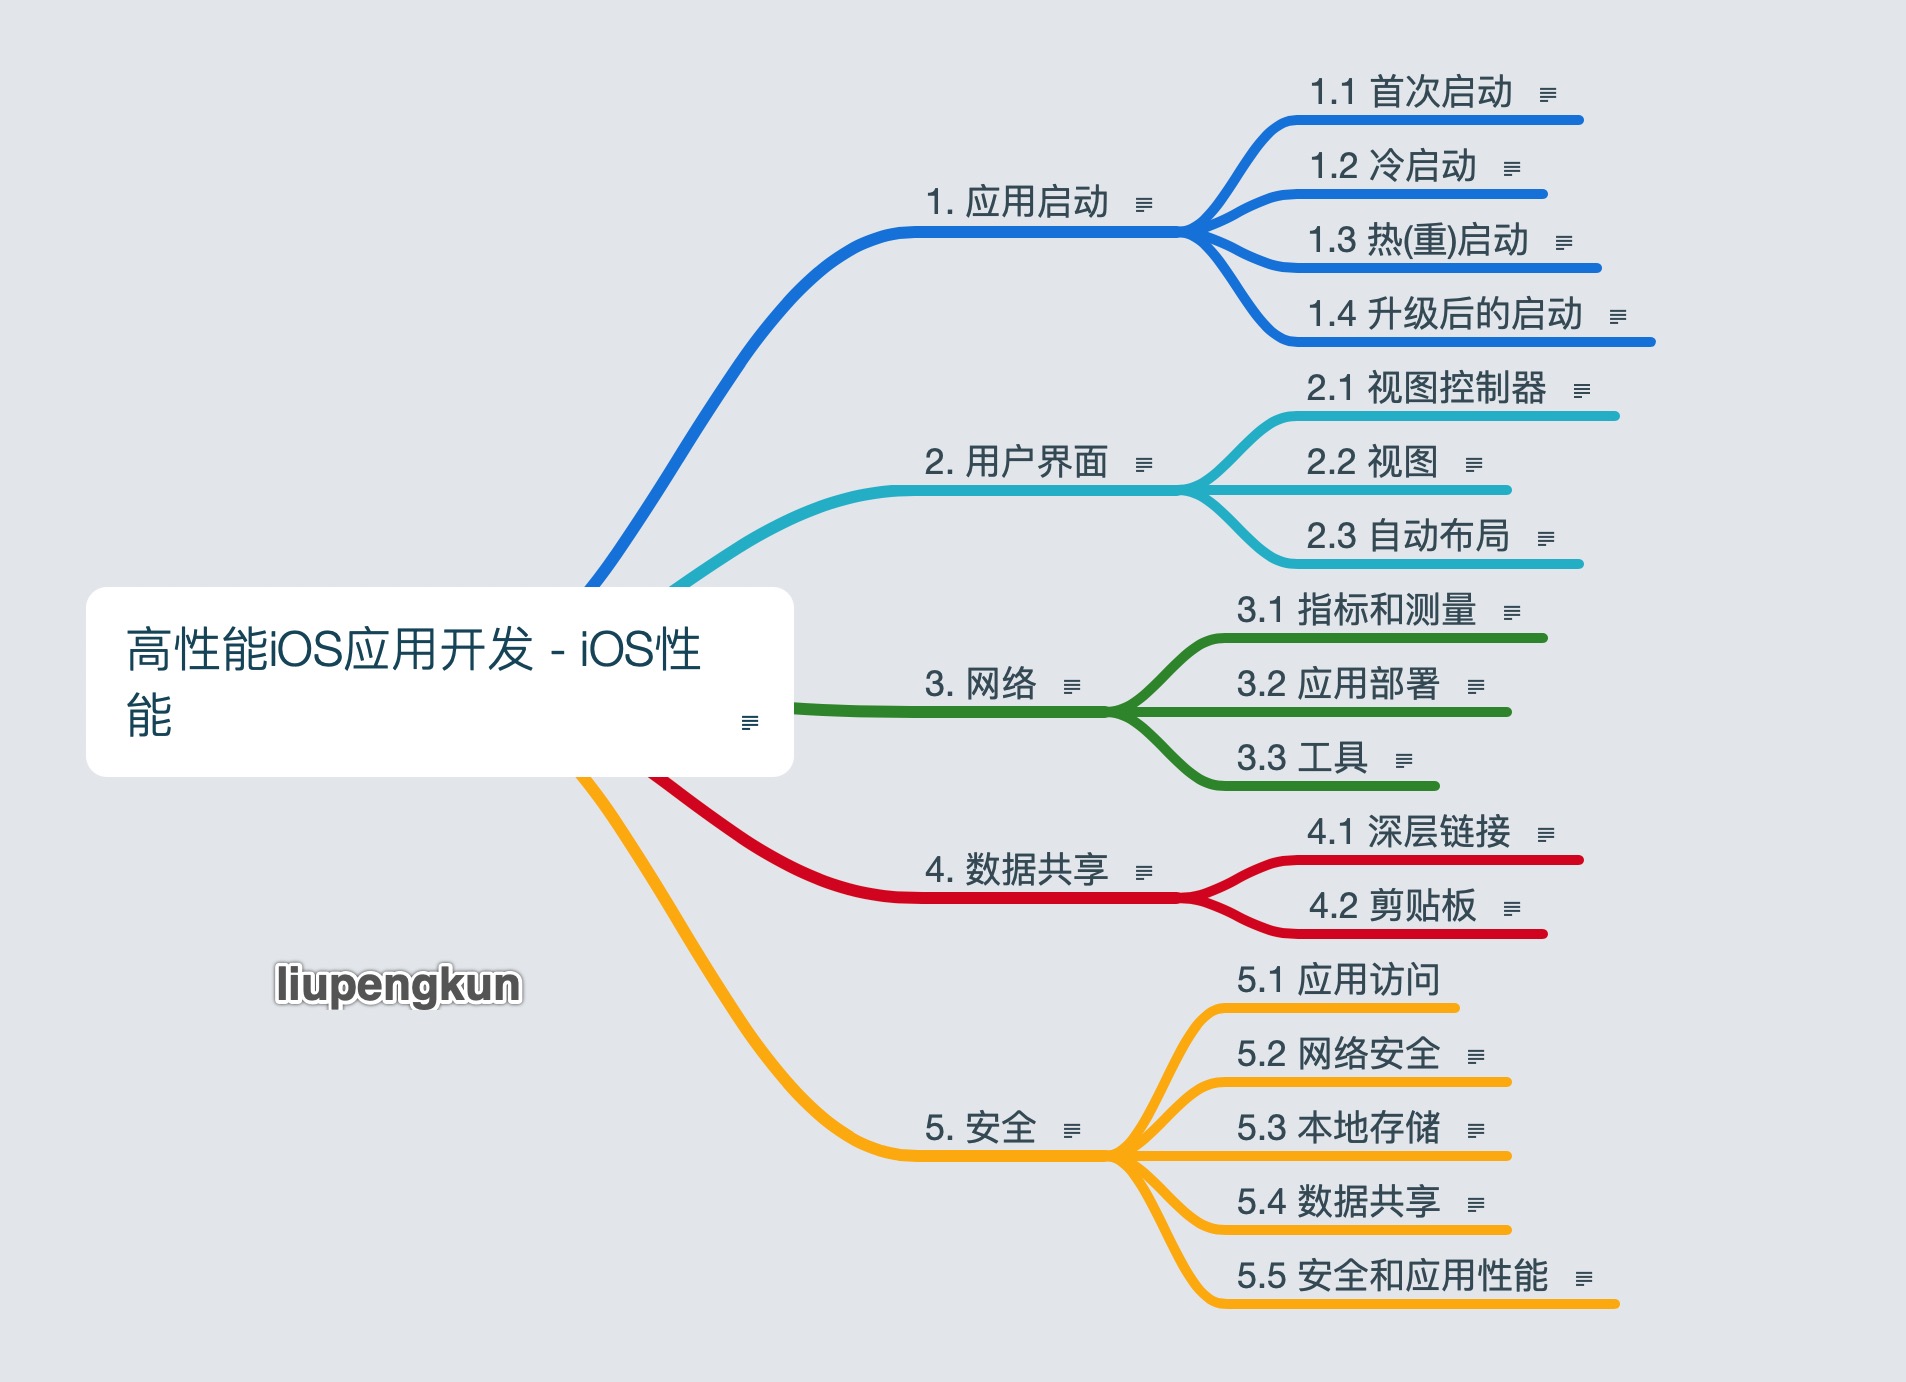 高性能iOS应用开发 - iOS性
能
1. 应用启动
1.1 首次启动
1.2 冷启动
1.3 热(重)启动
1.4 升级后的启动
2. 用户界面
2.1 视图控制器
2.2 视图
2.3 自动布局
3. 网络
3.1 指标和测量
3.2 应用部署
3.3 工具
4. 数据共享
4.1 深层链接
4.2 剪贴板
5. 安全
5.1 应用访问
5.2 网络安全
5.3 本地存储
5.4 数据共享
5.5 安全和应用性能
liupengkun